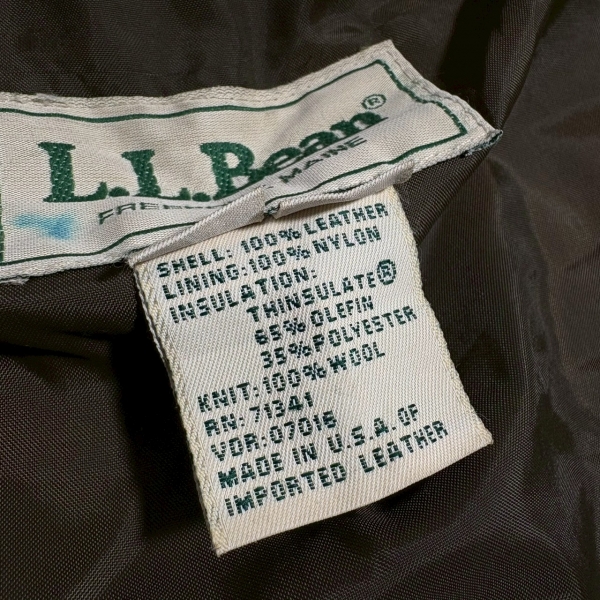 L.L.Bean®
MAINE
SHELL: 100% LEATHER
LINING: 100% NYLON
INSULATION:
THINSULATE®
65% OLEFIN
35% POLYESTER
KNIT: 100% WOOL
RN: 71341
VDR: 07016
MADE IN U.S.A. OF
IMPORTED LEATHER